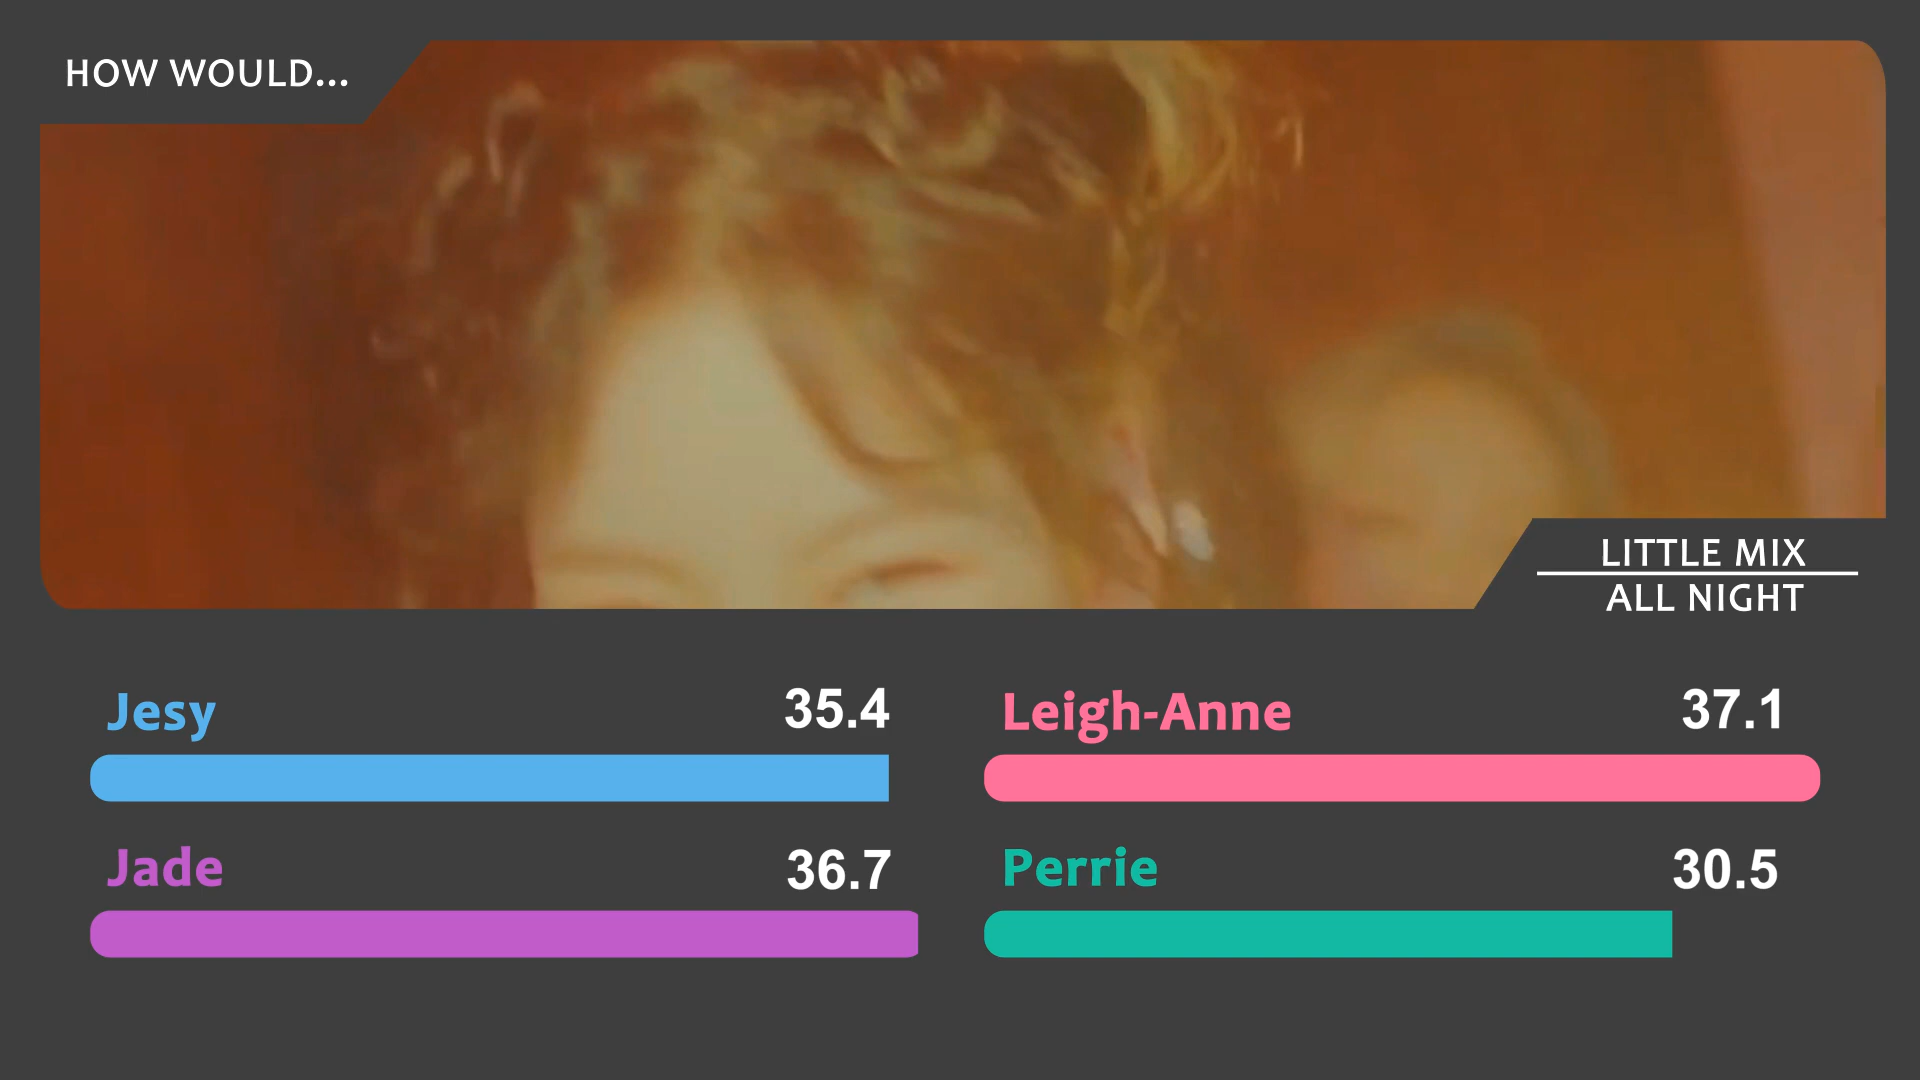 HOW WOULD...
LITTLE MIX
ALL NIGHT
Jesy 35.4
Leigh-Anne 37.1
Jade 36.7
Perrie 30.5